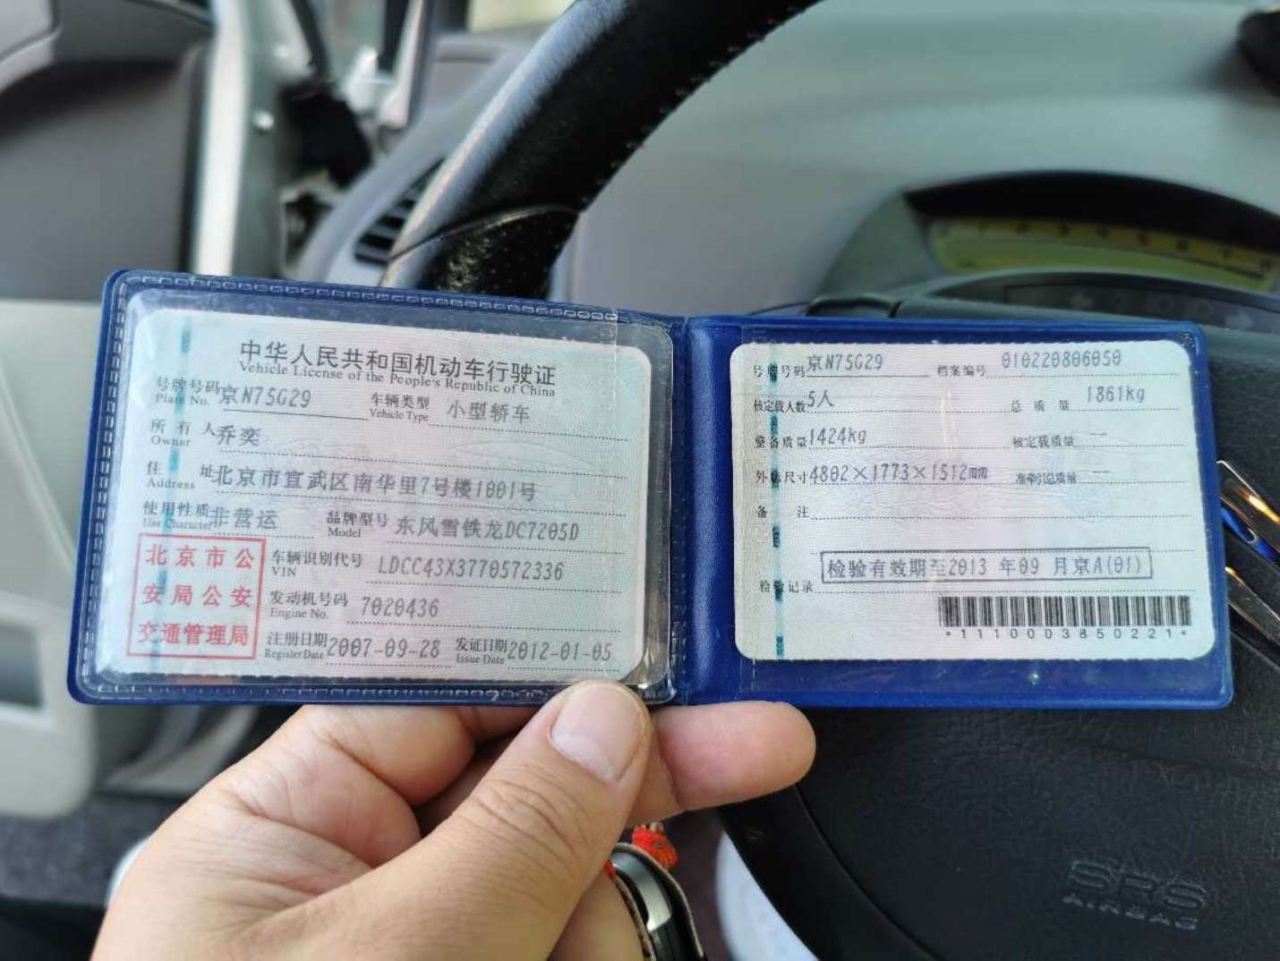 中华人民共和国机动车行驶证
Vehicle License of the People's Republic of China
号牌号码 京N75G29 车辆类型 小型轿车
Plate No. Vehicle Type
所有人 乔奕
Owner
住址 北京市宣武区南华里7号楼1001号
Address
使用性质 非营运 品牌型号 东风雪铁龙DC7205D
Use Character Model
北京市公
安局公安
交通管理局
车辆识别代号 LDCC43X3770572336
VIN
发动机号码 7020436
Engine No.
注册日期 2007-09-28 发证日期 2012-01-05
Register Date Issue Date
号牌号码 京N75G29 档案编号 010220806050
核定载人数 5人 总质量 1861kg
整备质量 1424kg 核定载质量 --
外廓尺寸 4802×1773×1512mm 准牵引总质量 --
备注
检验记录 检验有效期至2013年09月京A(01)
*1110003850221*
SRS
AIRBAG